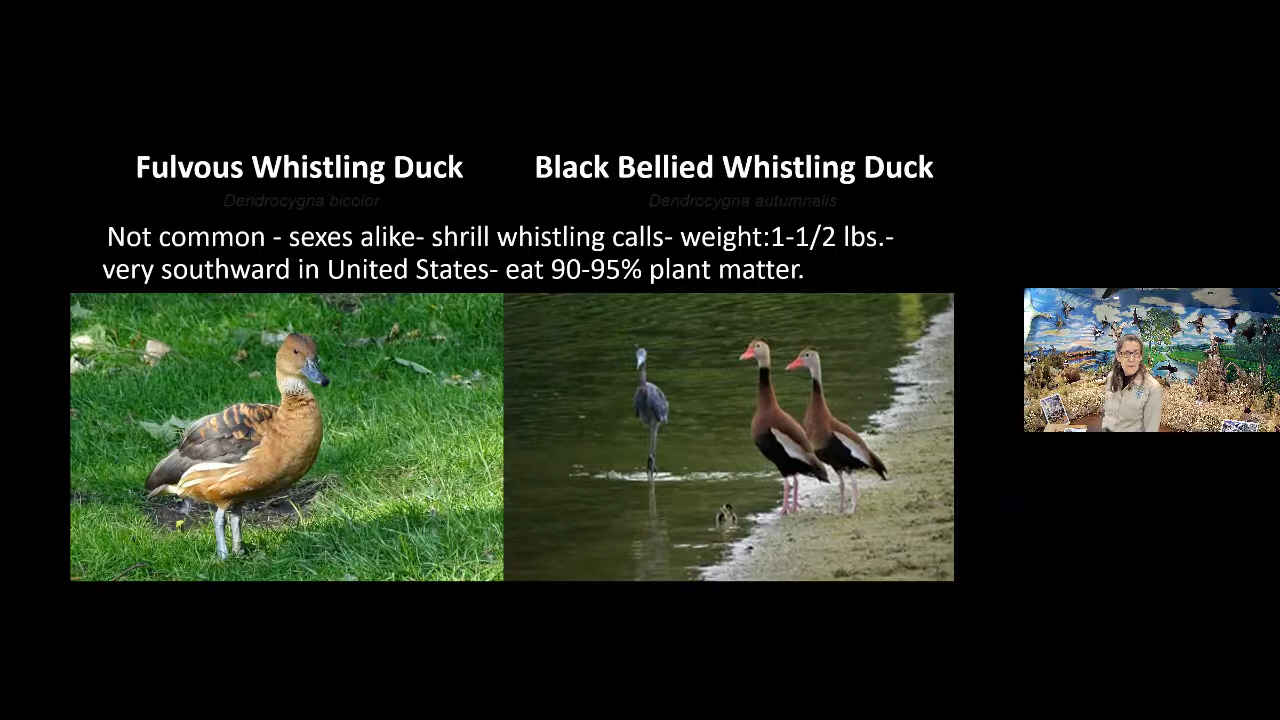 Fulvous Whistling Duck
Black Bellied Whistling Duck
Dendrocygna bicolor
Dendrocygna autumnalis
Not common - sexes alike- shrill whistling calls- weight:1-1/2 lbs.-
very southward in United States- eat 90-95% plant matter.